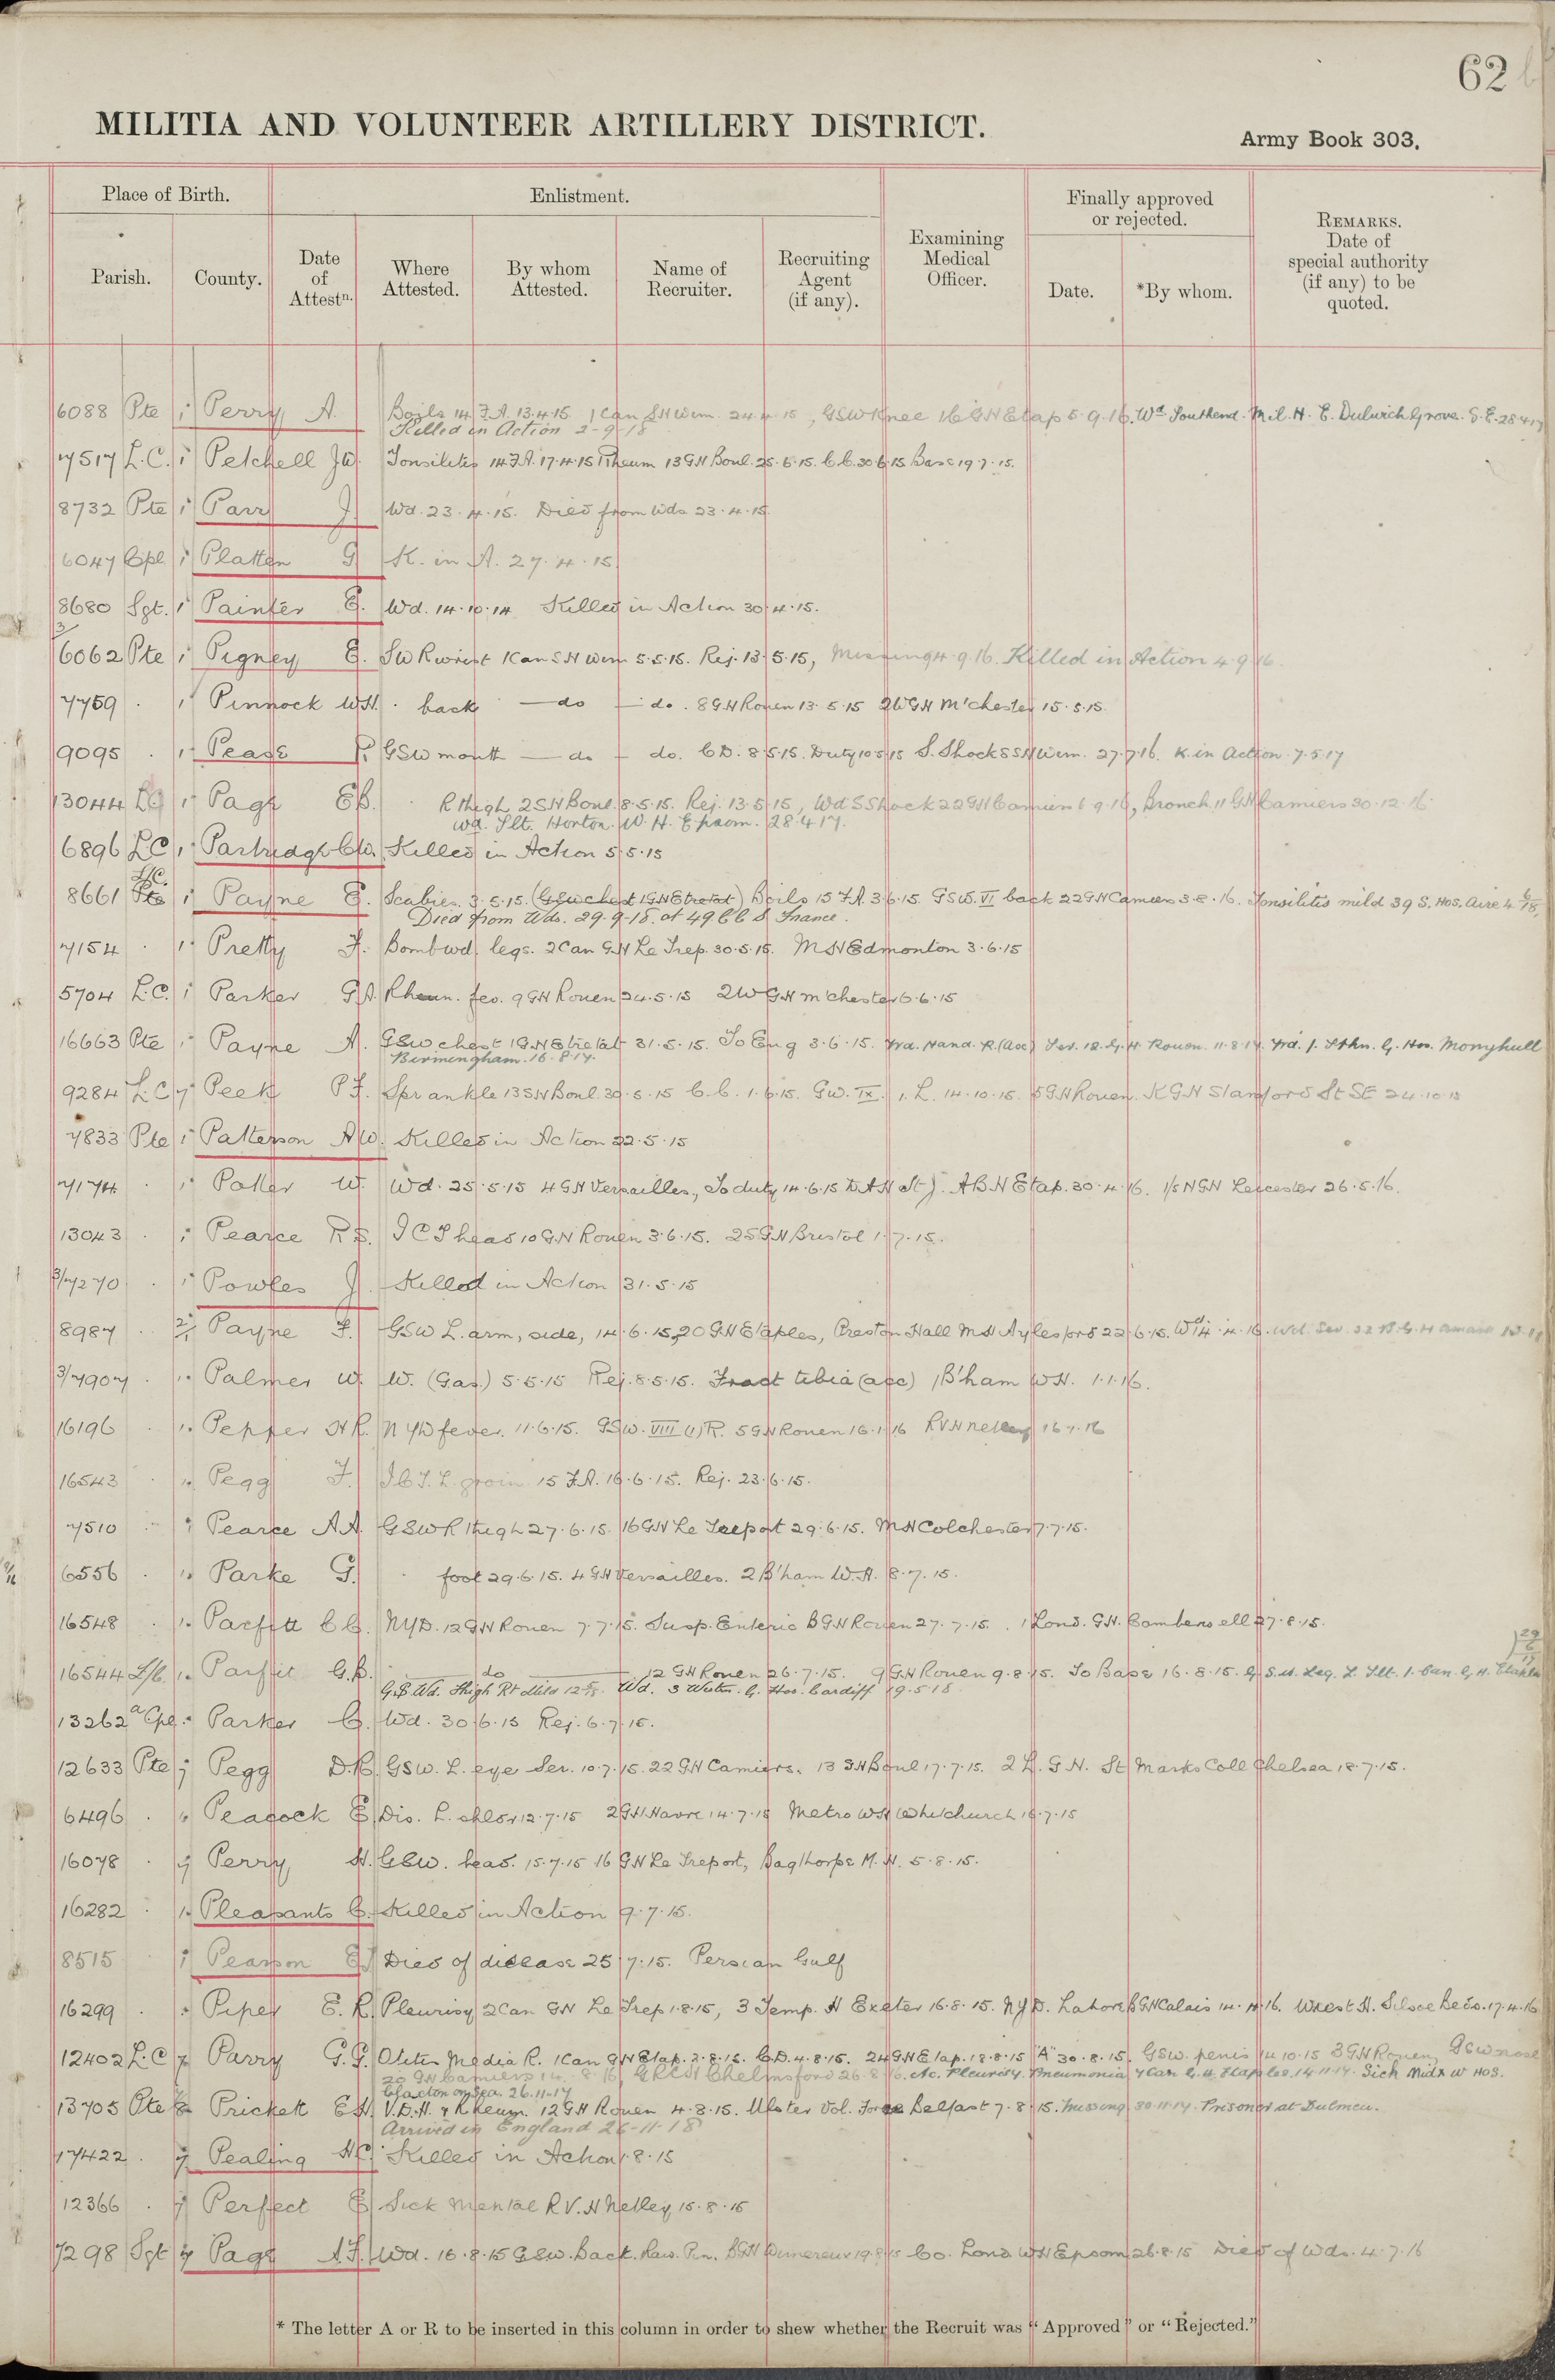 62
MILITIA AND VOLUNTEER ARTILLERY DISTRICT.
Army Book 303.
Place of Birth.
Enlistment.
Finally approved or rejected.
Parish.
County.
Date of Attestn.
Where Attested.
By whom Attested.
Name of Recruiter.
Recruiting Agent (if any).
Examining Medical Officer.
Date.
*By whom.
REMARKS. Date of special authority (if any) to be quoted.
6088 Pte 1 Perry A. Boils 14 F.A. 13.4.15 1 Can S H Wim. 24.4.15, GSW Knee 16 G H Etap 5.9.16. Wd Southend. Mil. H. E. Dulwich Grove. S.E. 28.4.17
Killed in Action 2-9-18
7517 L.C. 1 Petchell J W. Tonsilitis 14 F.A. 17.4.15 Rheum 13 G H Boul. 25.6.15. C.C. 30.6.15 Base 19.7.15.
8732 Pte 1 Parr J Wd. 23.4.15. Died from Wds 23.4.15
6047 Cpl 1 Platten G K. in A. 27.4.15
8680 Sgt. 1 Painter E. Wd. 14.10.14 Killed in Action 30.4.15.
3/6062 Pte 1 Pigney E. SW R wrist 1 Can S H Wim 5.5.15. Rej. 13.5.15, Missing 4.9.16. Killed in Action 4.9.16.
7759 . 1 Pinnock W H. . back — do — do . 8 G H Rouen 13.5.15 2 W G H M'chester 15.5.15
9095 . 1 Pease P. GSW mouth — do — do. C D. 8.5.15. Duty 10.5.15 S. Shock 8 S H Wim. 27.7.16. K. in Action 7.5.17
13044 LC 1 Page E B. . R thigh 2 S H Boul. 8.5.15. Rej. 13.5.15, Wd S Shock 22 G H Camiers 6.9.16, Bronch 11 G H Camiers 30.12.16.
Wd. Slt. Horton. W. H. Epsom. 28.4.17.
6896 LC 1 Partridge C W. Killed in Action 5.5.15
8661 L/C. Pte 1 Payne E. Scabies. 3.5.15. (GSW chest 1 G H Etretat) Boils 15 F.A. 3.6.15. GSW. VI back 22 G H Camiers 3.8.16. Tonsilitis mild 39 S. Hos. Aire 4/6/18.
Died from Wds. 29.9.18. at 49 C C S France.
7154 . 1 Pretty F. Bomb wd. legs. 2 Can G H Le Trep. 30.5.15. M H Edmonton 3.6.15
5704 L.C. 1 Parker G A. Rheum. fev. 9 G H Rouen 24.5.15 2 W G H M'chester 6.6.15
16663 Pte 1 Payne A. GSW chest 1 G H Etretat 31.5.15. To Eng 3.6.15. Wd. Hand. R. (Acc) Sev. 12. G. H. Rouen. 11.8.17. Wd. 1. Sthn. G. Hos. Monyhull
Birmingham. 16.8.17.
9284 L.C 7 Peek P F. Spr ankle 13 S H Boul. 30.5.15 C.C. 1.6.15. GW. IX. 1. L. 14.10.15. 5 G H Rouen. K G H Stamford St SE 24.10.15
7833 Pte 1 Patterson A W. Killed in Action 22.5.15
7174 . 1 Potter W. Wd. 25.5.15 4 G H Versailles, To duty 14.6.15 D A H St J. A B H Etap. 30.4.16. 1/5 N G H Leicester 26.5.16.
13043 . 1 Pearce R S. I C T head 10 G H Rouen 3.6.15. 2 S G H Bristol 1.7.15.
3/7270 . 1 Powles J. Killed in Action 31.5.15
8987 . 2/1 Payne F. GSW L. arm, side, 14.6.15, 20 G H Etaples, Preston Hall M H Aylesford 22.6.15. Wd 14.4.16.
3/7907 . 1 Palmer W. W. (Gas) 5.5.15 Rej. 8.5.15. Fract tibia (acc) 1 B'ham W H. 1.1.16.
16196 . 1 Pepper H R. N Y D fever. 11.6.15. GSW. VIII (1) R. 5 G H Rouen 16.1.16 R V H Netley 16.7.16
16543 . 1 Pegg F. I C T. L groin 15 F.A. 19.6.15. Rej. 23.6.15.
7510 . 1 Pearce A A. GSW R thigh 27.6.15. 16 G H Le Treport 29.6.15. M H Colchester 7.7.15.
6556 . 1 Parke G. . foot 29.6.15. 4 G H Versailles. 2 B'ham W. H. 8.7.15.
16548 . 1 Parfitt C C. NYD. 12 G H Rouen 7.7.15. Susp. Enteric B G H Rouen 27.7.15. 1 Lond. G.H. Camberwell 27.8.15.
16544 L/C. 1 Parfit G.B. do 12 G H Rouen 26.7.15. 9 G H Rouen 9.8.15. To Base 16.8.15. G.S.W. Leg. L. Slt. 1. Can. G. H. Etaples
G.S. Wd. Thigh Rt Wd. 3 Westn. G. Hos. Cardiff 19.5.18.
13262 a/Cpl. Parker C. Wd. 30.6.15 Rej. 6.7.15.
12633 Pte 7 Pegg D.C. GSW. L. eye Sev. 10.7.15. 22 G H Camiers. 13 S H Boul 17.7.15. 2 L. G. H. St Marks Coll Chelsea 18.7.15.
6496 . Peacock E. Dis. L. elbow 12.7.15 2 G H Havre 14.7.15 Metro W H Whitchurch 16.7.15
16078 . 7 Perry H. GSW. head. 15.7.15 16 G H Le Treport, Bagthorpe M. H. 5.8.15.
16282 . 1 Pleasants C. Killed in Action 9.7.15.
8515 1 Pearson E J Died of disease 25.7.15. Persian Gulf
16299 . Piper E. R. Pleurisy 2 Can G H Le Trep 1.8.15, 3 Temp. H Exeter 16.8.15. NYD. Lahore B G H Calais 14.4.16. Wrest H. Silsoe Beds. 17.4.16
12402 L.C 7 Parry G. G. Otitis Media R. 1 Can G H Etap. 2.8.15. C.D. 4.8.15. 24 G H Etap. 18.8.15 "A" 30.8.15. GSW. penis 14.10.15 3 G H Rouen, GSW nose
20 G H Camiers 14.8.16, Chelmsford 26.8.16. Ac. Pleurisy. Pneumonia 7 Can G. H. Etaples. 14.11.17. Sick Midx W Hos.
Clacton on Sea. 26.11.17
13705 Pte Prickett E H. V.D.H. & Rheum. 12 G H Rouen 4.8.15. Ulster Vol. Force Belfast 7.8.15. Missing 30.11.17. Prisoner at Dulmen.
Arrived in England 26-11-18
17422 . 7 Pealing H C. Killed in Action 1.8.15
12366 . 7 Perfect E Sick Mental R V. H Netley 15.8.15
7298 Sgt 7 Page A F. Wd. 16.8.15 GSW. Back. B G H Wimereux 19.8.15 Co. Lond W H Epsom 26.8.15 Died of Wds. 4.7.16
* The letter A or R to be inserted in this column in order to shew whether the Recruit was "Approved" or "Rejected."